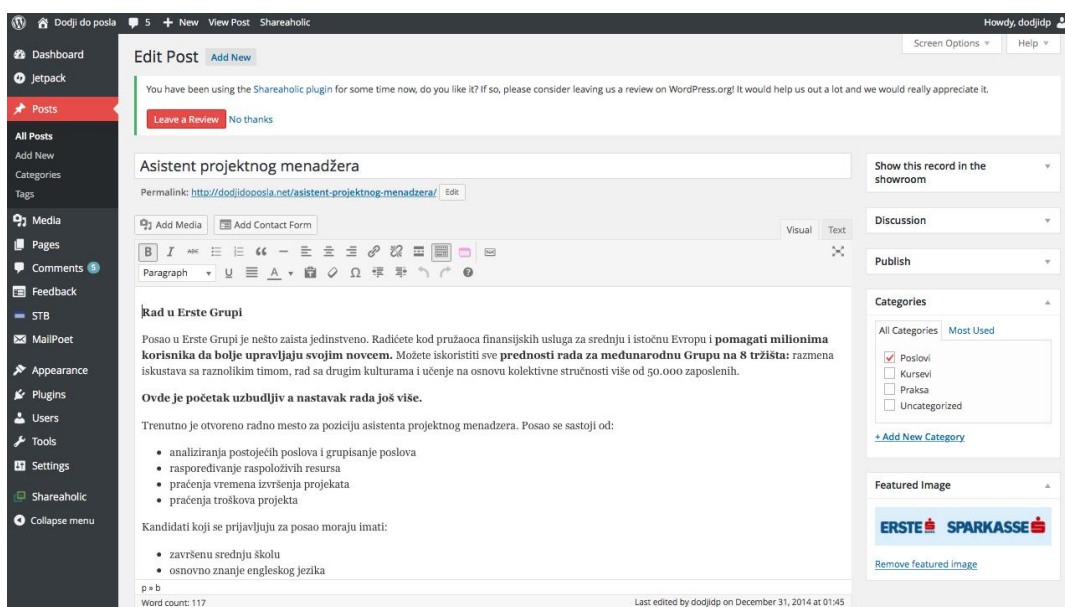 Dodji do posla 5 + New View Post Shareaholic Howdy, dodjidp
Screen Options Help
Dashboard
Jetpack
Posts
All Posts
Add New
Categories
Tags
Media
Pages
Comments 5
Feedback
STB
MailPoet
Appearance
Plugins
Users
Tools
Settings
Shareaholic
Collapse menu
Edit Post Add New
You have been using the Shareaholic plugin for some time now, do you like it? If so, please consider leaving us a review on WordPress.org! It would help us out a lot and we would really appreciate it.
Leave a Review No thanks
Asistent projektnog menadžera
Permalink: http://dodjidoposla.net/asistent-projektnog-menadzera/ Edit
Add Media Add Contact Form
Visual Text
B I ABC
Paragraph U A Ω
Rad u Erste Grupi
Posao u Erste Grupi je nešto zaista jedinstveno. Radićete kod pružaoca finansijskih usluga za srednju i istočnu Evropu i pomagati milionima
korisnika da bolje upravljaju svojim novcem. Možete iskoristiti sve prednosti rada za međunarodnu Grupu na 8 tržišta: razmena
iskustava sa raznolikim timom, rad sa drugim kulturama i učenje na osnovu kolektivne stručnosti više od 50.000 zaposlenih.
Ovde je početak uzbudljiv a nastavak rada još više.
Trenutno je otvoreno radno mesto za poziciju asistenta projektnog menadzera. Posao se sastoji od:
analiziranja postojećih poslova i grupisanje poslova
raspoređivanje raspoloživih resursa
praćenja vremena izvršenja projekata
praćenja troškova projekta
Kandidati koji se prijavljuju za posao moraju imati:
završenu srednju školu
osnovno znanje engleskog jezika
p » b
Word count: 117 Last edited by dodjidp on December 31, 2014 at 01:45
Show this record in the
showroom
Discussion
Publish
Categories
All Categories Most Used
Poslovi
Kursevi
Praksa
Uncategorized
+ Add New Category
Featured Image
ERSTE SPARKASSE
Remove featured image